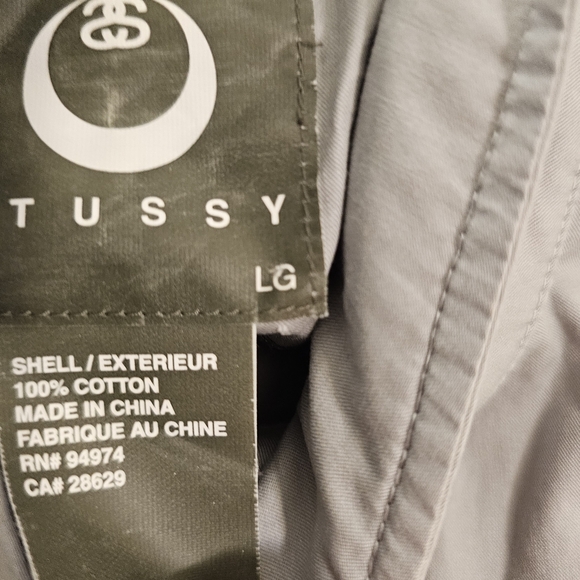 TUSSY
LG
SHELL/EXTERIEUR
100% COTTON
MADE IN CHINA
FABRIQUE AU CHINE
RN# 94974
CA# 28629